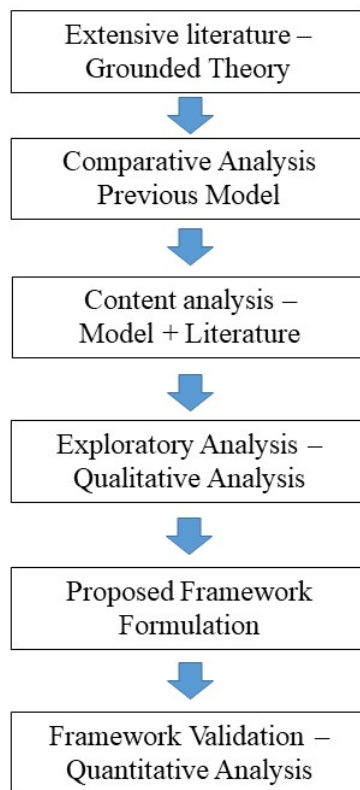 Extensive literature –
Grounded Theory
Comparative Analysis
Previous Model
Content analysis –
Model + Literature
Exploratory Analysis –
Qualitative Analysis
Proposed Framework
Formulation
Framework Validation –
Quantitative Analysis